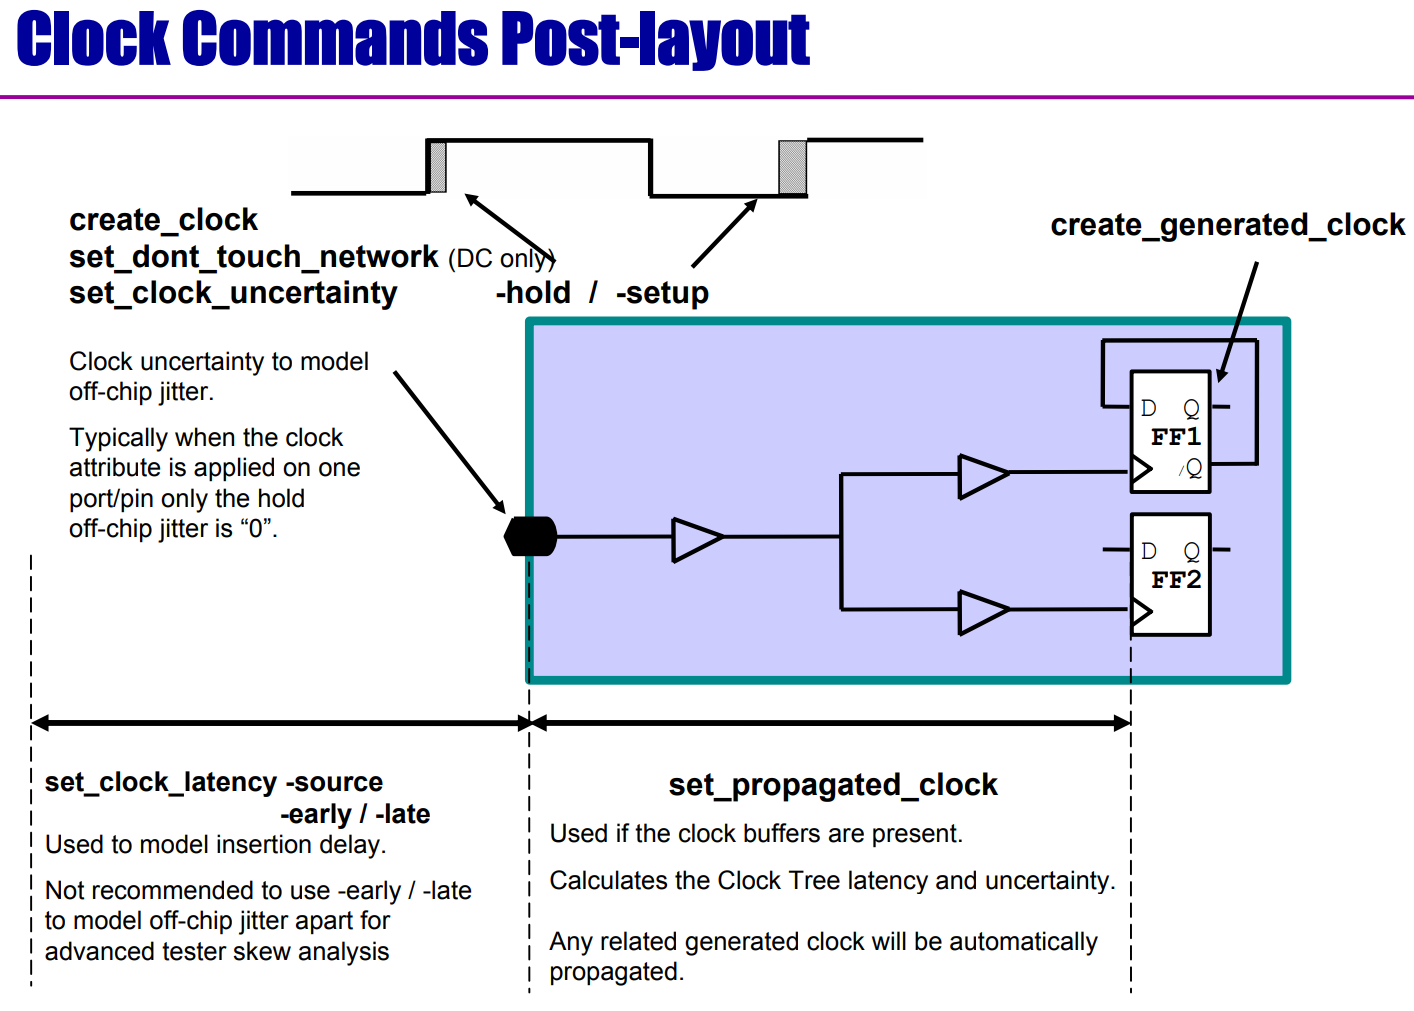 Clock Commands Post-layout
create_clock
set_dont_touch_network (DC only)
set_clock_uncertainty -hold / -setup
create_generated_clock
Clock uncertainty to model
off-chip jitter.
Typically when the clock
attribute is applied on one
port/pin only the hold
off-chip jitter is “0”.
D Q
FF1
/Q
D Q
FF2
set_clock_latency -source
-early / -late
Used to model insertion delay.
Not recommended to use -early / -late
to model off-chip jitter apart for
advanced tester skew analysis
set_propagated_clock
Used if the clock buffers are present.
Calculates the Clock Tree latency and uncertainty.
Any related generated clock will be automatically
propagated.